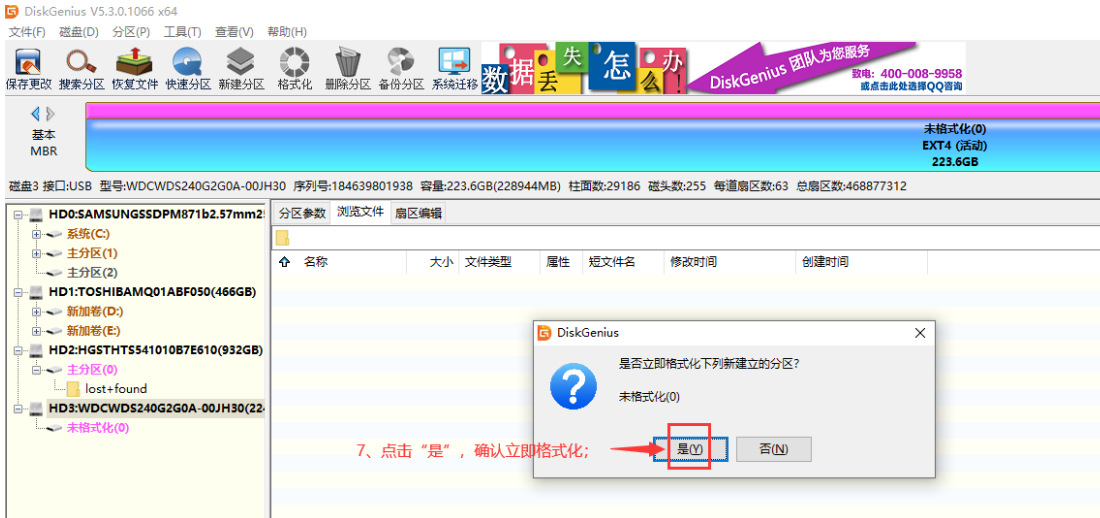 DiskGenius V5.3.0.1066 x64
文件(F) 磁盘(D) 分区(P) 工具(T) 查看(V) 帮助(H)
保存更改 搜索分区 恢复文件 快速分区 新建分区 格式化 删除分区 备份分区 系统迁移
数据丢失怎么办!
DiskGenius 团队为您服务
致电: 400-008-9958
或点击此处选择QQ咨询
基本
MBR
未格式化(0)
EXT4 (活动)
223.6GB
磁盘3 接口:USB 型号:WDCWDS240G2G0A-00JH30 序列号:184639801938 容量:223.6GB(228944MB) 柱面数:29186 磁头数:255 每道扇区数:63 总扇区数:468877312
HD0:SAMSUNGSSDPM871b2.57mm25
系统(C:)
主分区(1)
主分区(2)
HD1:TOSHIBAMQ01ABF050(466GB)
新加卷(D:)
新加卷(E:)
HD2:HGSTHTS541010B7E610(932GB)
主分区(0)
lost+found
HD3:WDCWDS240G2G0A-00JH30(224
未格式化(0)
分区参数 浏览文件 扇区编辑
名称 大小 文件类型 属性 短文件名 修改时间 创建时间
DiskGenius
是否立即格式化下列新建立的分区?
未格式化(0)
是(Y) 否(N)
7、点击“是”，确认立即格式化；